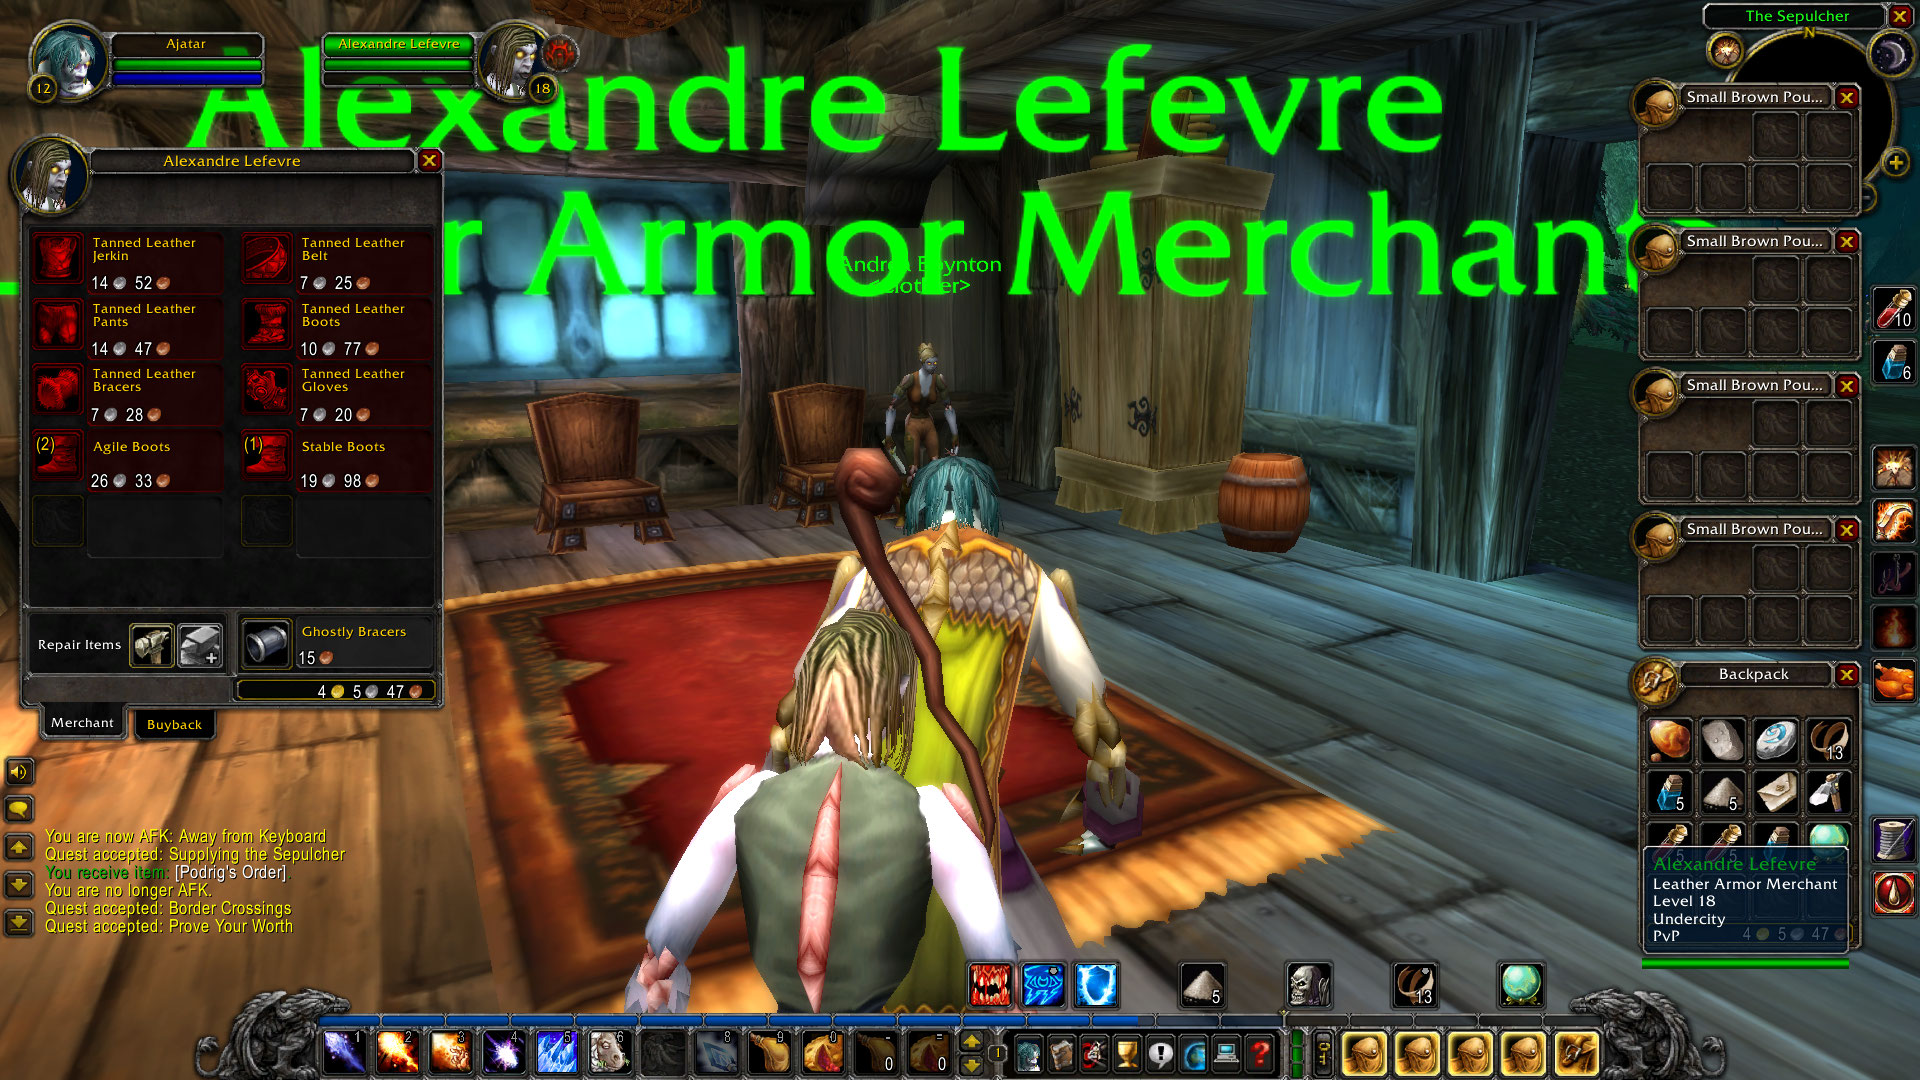 Ajatar
12
Alexandre Lefevre
18
The Sepulcher
N
Alexandre Lefevre
Armor Merchant
Andrea Boynton
Alexandre Lefevre
Tanned Leather
Jerkin
14 52
Tanned Leather
Belt
7 25
Tanned Leather
Pants
14 47
Tanned Leather
Boots
10 77
Tanned Leather
Bracers
7 28
Tanned Leather
Gloves
7 20
(2)
Agile Boots
26 33
(1)
Stable Boots
19 98
Repair Items
Ghostly Bracers
15
4 5 47
Merchant
Buyback
Small Brown Pou...
Small Brown Pou...
Small Brown Pou...
Small Brown Pou...
10
6
Backpack
13
5
5
You are now AFK: Away from Keyboard
Quest accepted: Supplying the Sepulcher
You receive item: [Podrig's Order].
You are no longer AFK.
Quest accepted: Border Crossings
Quest accepted: Prove Your Worth
Alexandre Lefevre
Leather Armor Merchant
Level 18
Undercity
PvP
4 5 47
5
13
1
2
3
4
5
6
8
9
0
-
0
=
0
1